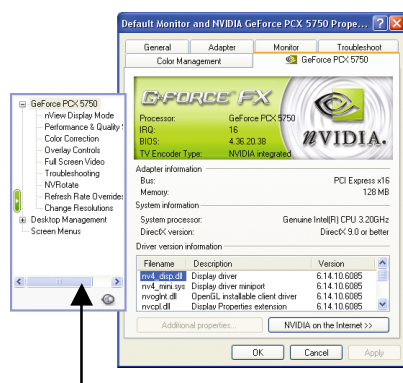 Default Monitor and NVIDIA GeForce PCX 5750 Prope...
General Adapter Monitor Troubleshoot
Color Management GeForce PCX 5750
GeForce FX
Processor: GeForce PCX 5750
IRQ: 16
BIOS: 4.36.20.38
TV Encoder Type: NVIDIA integrated
NVIDIA.
Adapter information
Bus: PCI Express x16
Memory: 128 MB
System information
System processor: Genuine Intel(R) CPU 3.20GHz
DirectX version: DirectX 9.0 or better
Driver version information
Filename Description Version
nv4_disp.dll Display driver 6.14.10.6085
nv4_mini.sys Display driver miniport 6.14.10.6085
nvoglnt.dll OpenGL installable client driver 6.14.10.6085
nvcpl.dll Display Properties extension 6.14.10.6085
Additional properties... NVIDIA on the Internet >>
OK Cancel Apply
GeForce PCX 5750
nView Display Mode
Performance & Quality
Color Correction
Overlay Controls
Full Screen Video
Troubleshooting
NVRotate
Refresh Rate Overrides
Change Resolutions
Desktop Management
Screen Menus